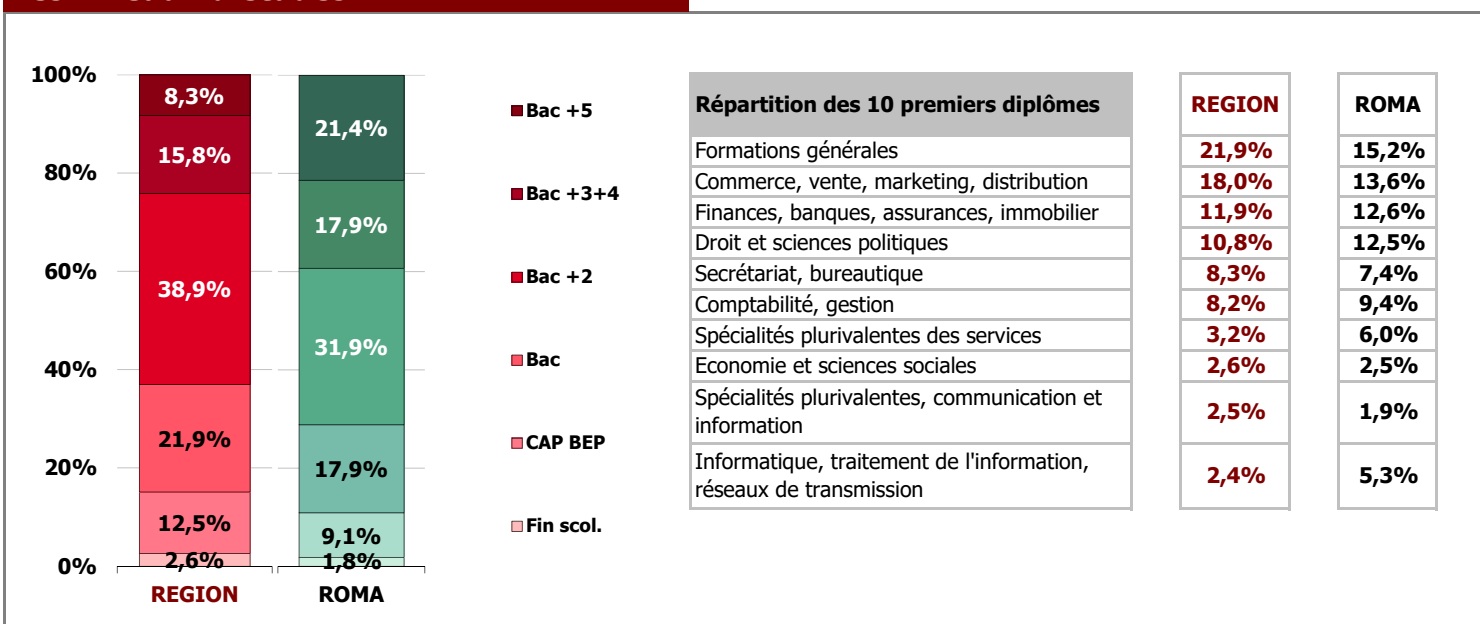 100%
80%
60%
40%
20%
0%
8,3%
15,8%
38,9%
21,9%
12,5%
2,6%
REGION
21,4%
17,9%
31,9%
17,9%
9,1%
1,8%
ROMA
Bac +5
Bac +3+4
Bac +2
Bac
CAP BEP
Fin scol.
Répartition des 10 premiers diplômes REGION ROMA
Formations générales 21,9% 15,2%
Commerce, vente, marketing, distribution 18,0% 13,6%
Finances, banques, assurances, immobilier 11,9% 12,6%
Droit et sciences politiques 10,8% 12,5%
Secrétariat, bureautique 8,3% 7,4%
Comptabilité, gestion 8,2% 9,4%
Spécialités plurivalentes des services 3,2% 6,0%
Economie et sciences sociales 2,6% 2,5%
Spécialités plurivalentes, communication et
information 2,5% 1,9%
Informatique, traitement de l'information,
réseaux de transmission 2,4% 5,3%